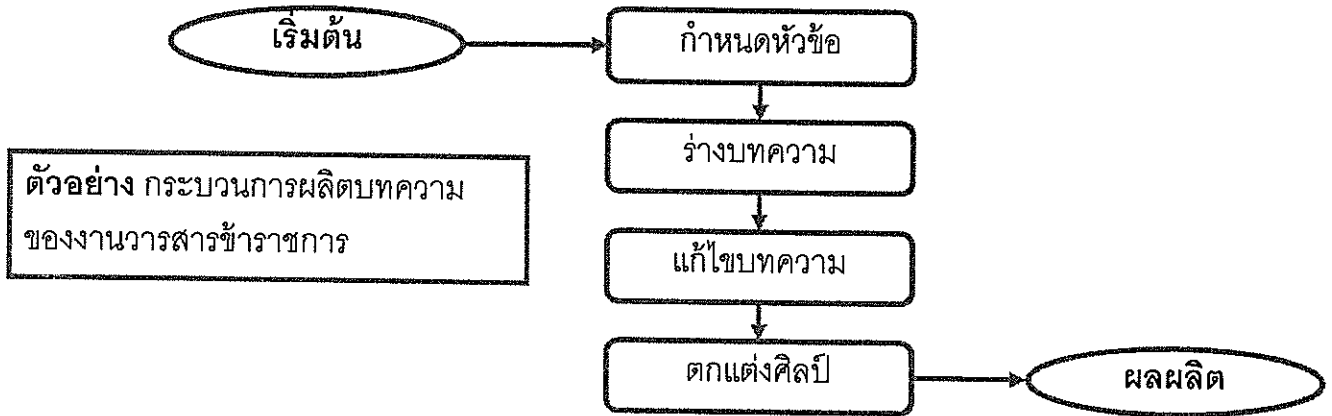 เริ่มต้น
กำหนดหัวข้อ
ร่างบทความ
ตัวอย่าง กระบวนการผลิตบทความ
ของงานวารสารข้าราชการ
แก้ไขบทความ
ตกแต่งศิลป์
ผลผลิต